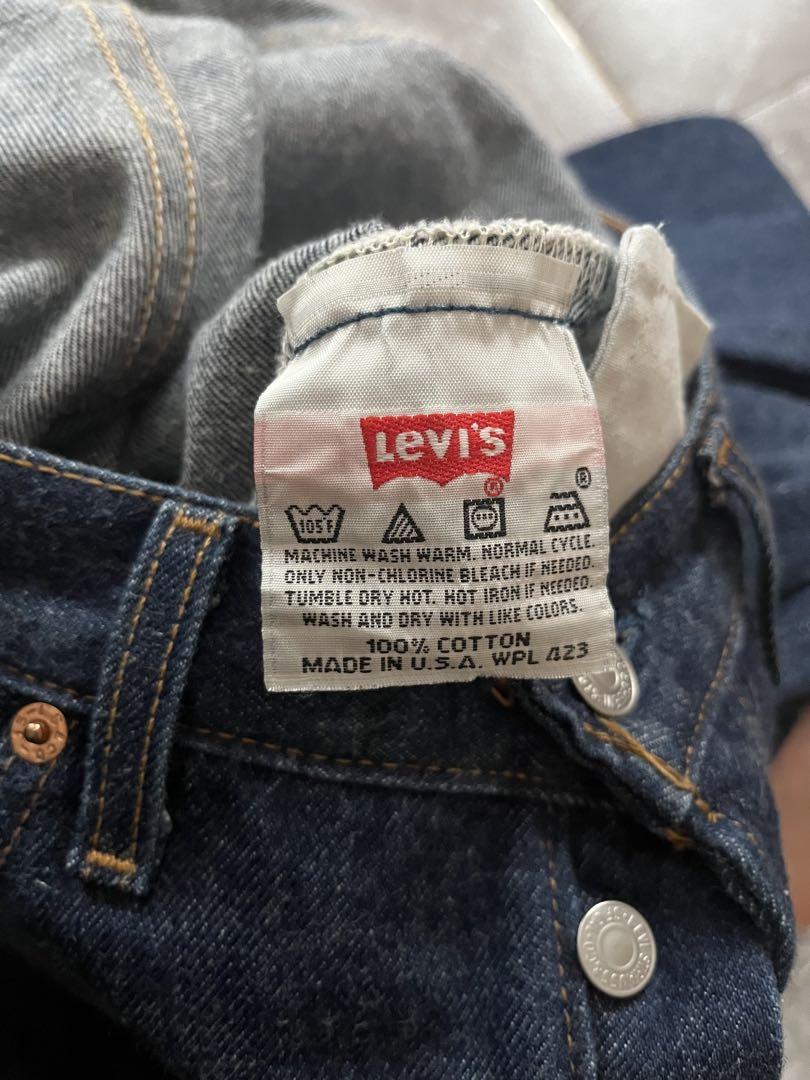 LEVI'S
®
®
105°F
MACHINE WASH WARM. NORMAL CYCLE.
ONLY NON-CHLORINE BLEACH IF NEEDED.
TUMBLE DRY HOT. HOT IRON IF NEEDED.
WASH AND DRY WITH LIKE COLORS.
100% COTTON
MADE IN U.S.A. WPL 423